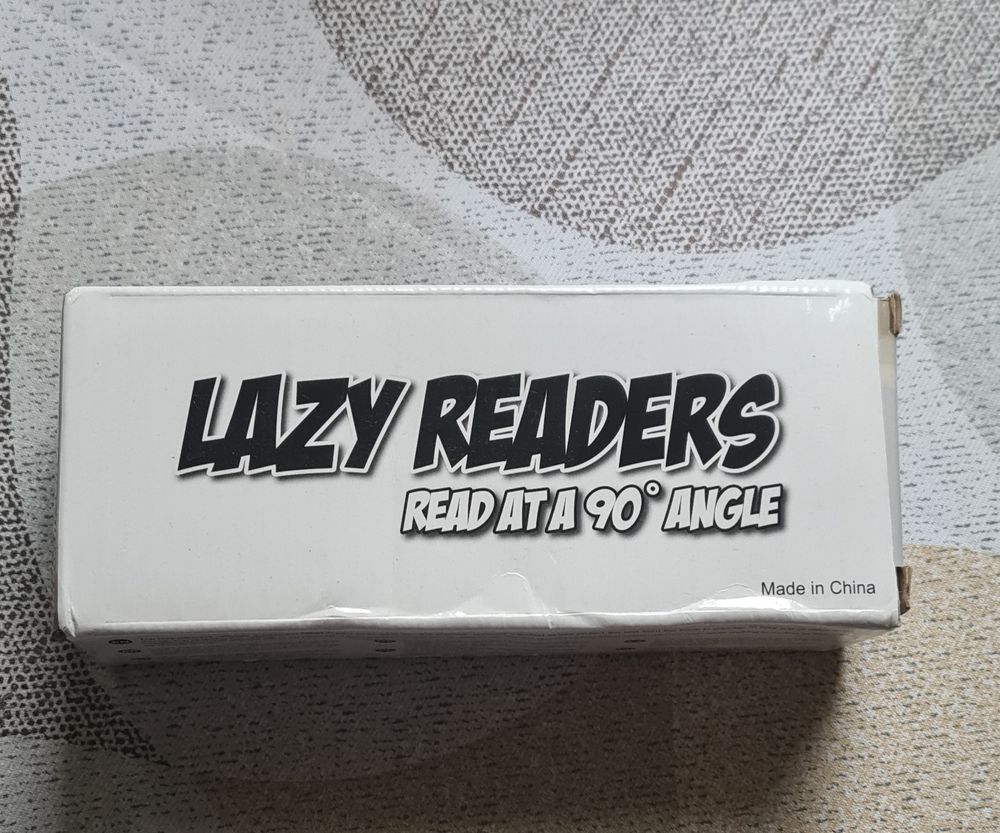 LAZY READERS
READ AT A 90° ANGLE
Made in China